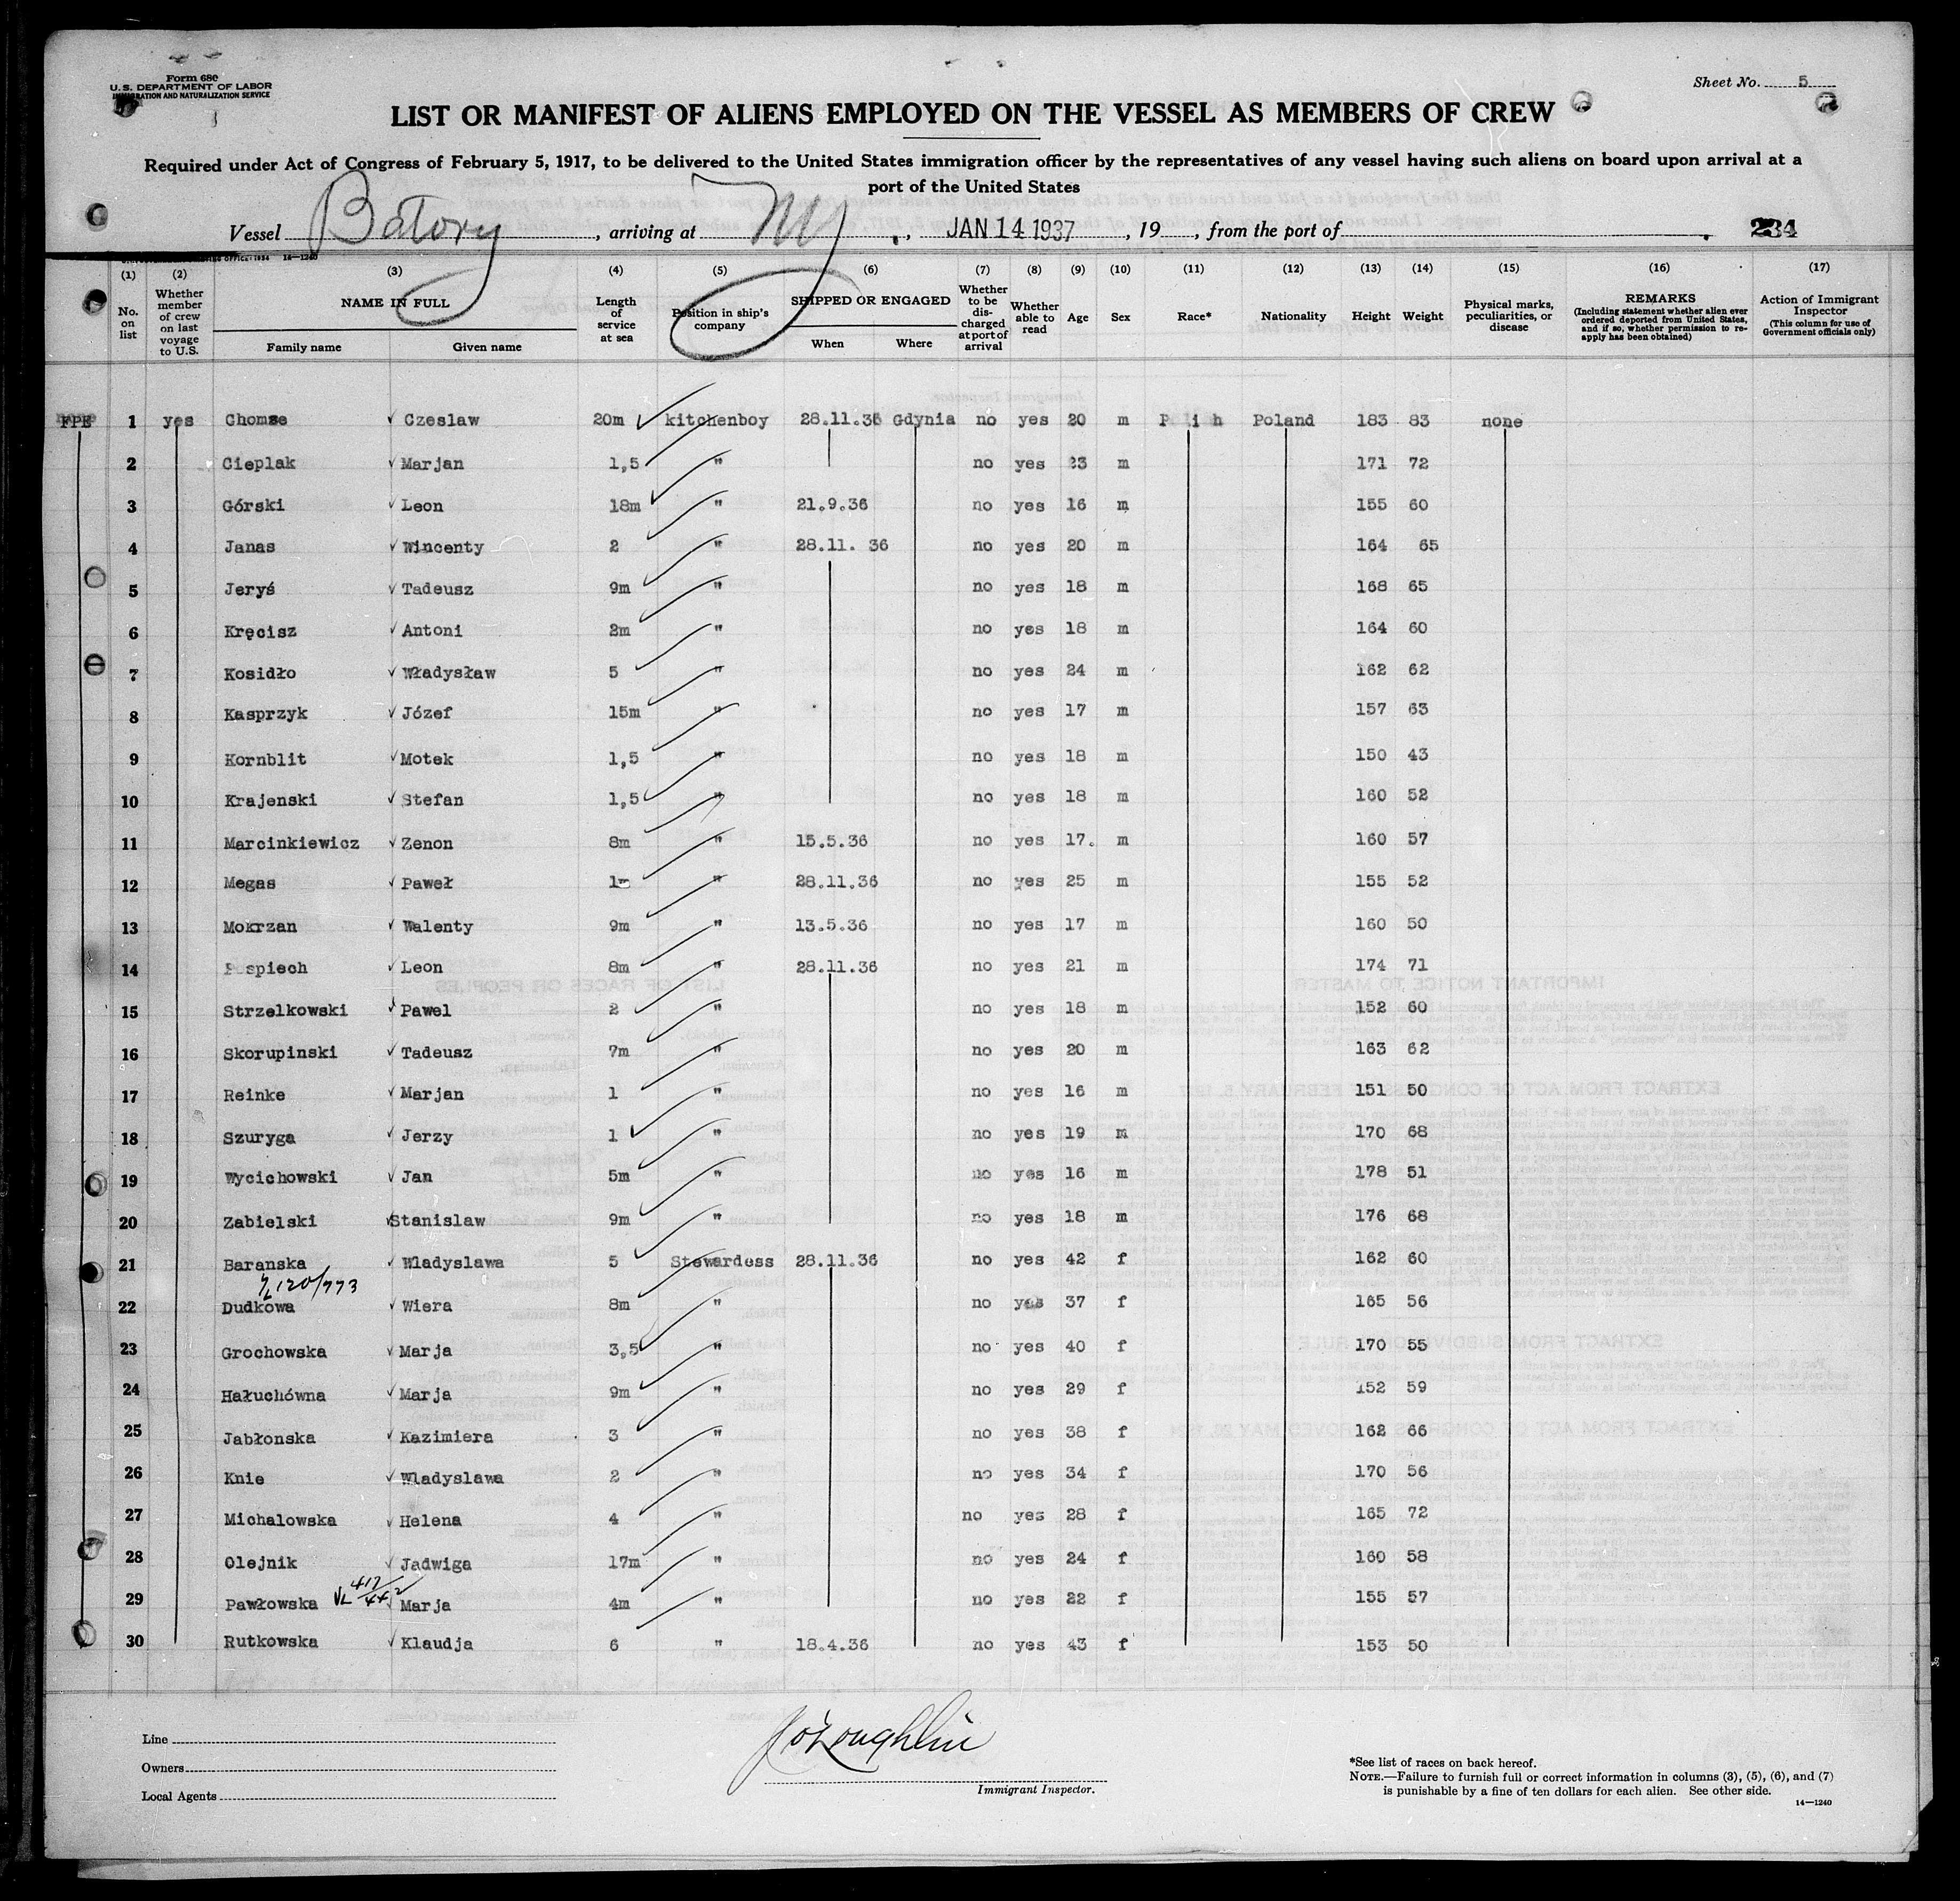 Form 680
U.S. DEPARTMENT OF LABOR
IMMIGRATION AND NATURALIZATION SERVICE
Sheet No. 5
LIST OR MANIFEST OF ALIENS EMPLOYED ON THE VESSEL AS MEMBERS OF CREW
Required under Act of Congress of February 5, 1917, to be delivered to the United States immigration officer by the representatives of any vessel having such aliens on board upon arrival at a
port of the United States
Vessel Batory, arriving at NY, JAN 14 1937, 19, from the port of 234
14—1240
(1) (2) (3) (4) (5) (6) (7) (8) (9) (10) (11) (12) (13) (14) (15) (16) (17)
No. on list
Whether member of crew on last voyage to U.S.
NAME IN FULL
Family name Given name
Length of service at sea
Position in ship's company
SHIPPED OR ENGAGED
When Where
Whether to be discharged at port of arrival
Whether able to read
Age Sex Race* Nationality Height Weight
Physical marks, peculiarities, or disease
REMARKS
(Including statement whether alien ever ordered deported from United States, and if so, whether permission to re-apply has been obtained)
Action of Immigrant Inspector
(This column for use of Government officials only)
FPE 1 yes Chomze Czeslaw 20m kitchenboy 28.11.36 Gdynia no yes 20 m Poland 183 83 none
2 Cieplak Marjan 1,5 " no yes 23 m 171 72
3 Górski Leon 18m " 21.9.36 no yes 16 m 155 60
4 Janas Wincenty 2 " 28.11. 36 no yes 20 m 164 65
5 Jeryś Tadeusz 9m " no yes 18 m 168 65
6 Kręcisz Antoni 2m " no yes 18 m 164 60
7 Kosidło Władysław 5 " no yes 24 m 162 62
8 Kasprzyk Józef 15m " no yes 17 m 157 63
9 Kornblit Motek 1,5 " no yes 18 m 150 43
10 Krajenski Stefan 1,5 " no yes 18 m 160 52
11 Marcinkiewicz Zenon 8m " 15.5.36 no yes 17. m 160 57
12 Megas Paweł 1m " 28.11.36 no yes 25 m 155 52
13 Mokrzan Walenty 9m " 13.5.36 no yes 17 m 160 50
14 Pospiech Leon 8m " 28.11.36 no yes 21 m 174 71
15 Strzelkowski Pawel 2 " no yes 18 m 152 60
16 Skorupinski Tadeusz 7m " no yes 20 m 163 62
17 Reinke Marjan 1 " no yes 16 m 151 50
18 Szuryga Jerzy 1 " no yes 19 m 170 68
19 Wycichowski Jan 5m " no yes 16 m 178 51
20 Zabielski Stanislaw 9m " no yes 18 m 176 68
21 Baranska Wladyslawa 5 Stewardess 28.11.36 no yes 42 f 162 60
120/773
22 Dudkowa Wiera 8m " no yes 37 f 165 56
23 Grochowska Marja 3,5 " no yes 40 f 170 55
24 Hałuchówna Marja 9m " no yes 29 f 152 59
25 Jabłonska Kazimiera 3 " no yes 38 f 162 66
26 Knie Wladyslawa 2 " no yes 34 f 170 56
27 Michalowska Helena 4 " no yes 28 f 165 72
28 Olejnik Jadwiga 17m " no yes 24 f 160 58
29 Pawłowska Marja 4m " no yes 22 f 155 57
30 Rutkowska Klaudja 6 " 18.4.36 no yes 43 f 153 50
Line
Owners
Local Agents
J O'Loughlin
Immigrant Inspector.
*See list of races on back hereof.
NOTE.—Failure to furnish full or correct information in columns (3), (5), (6), and (7)
is punishable by a fine of ten dollars for each alien. See other side.
14—1240